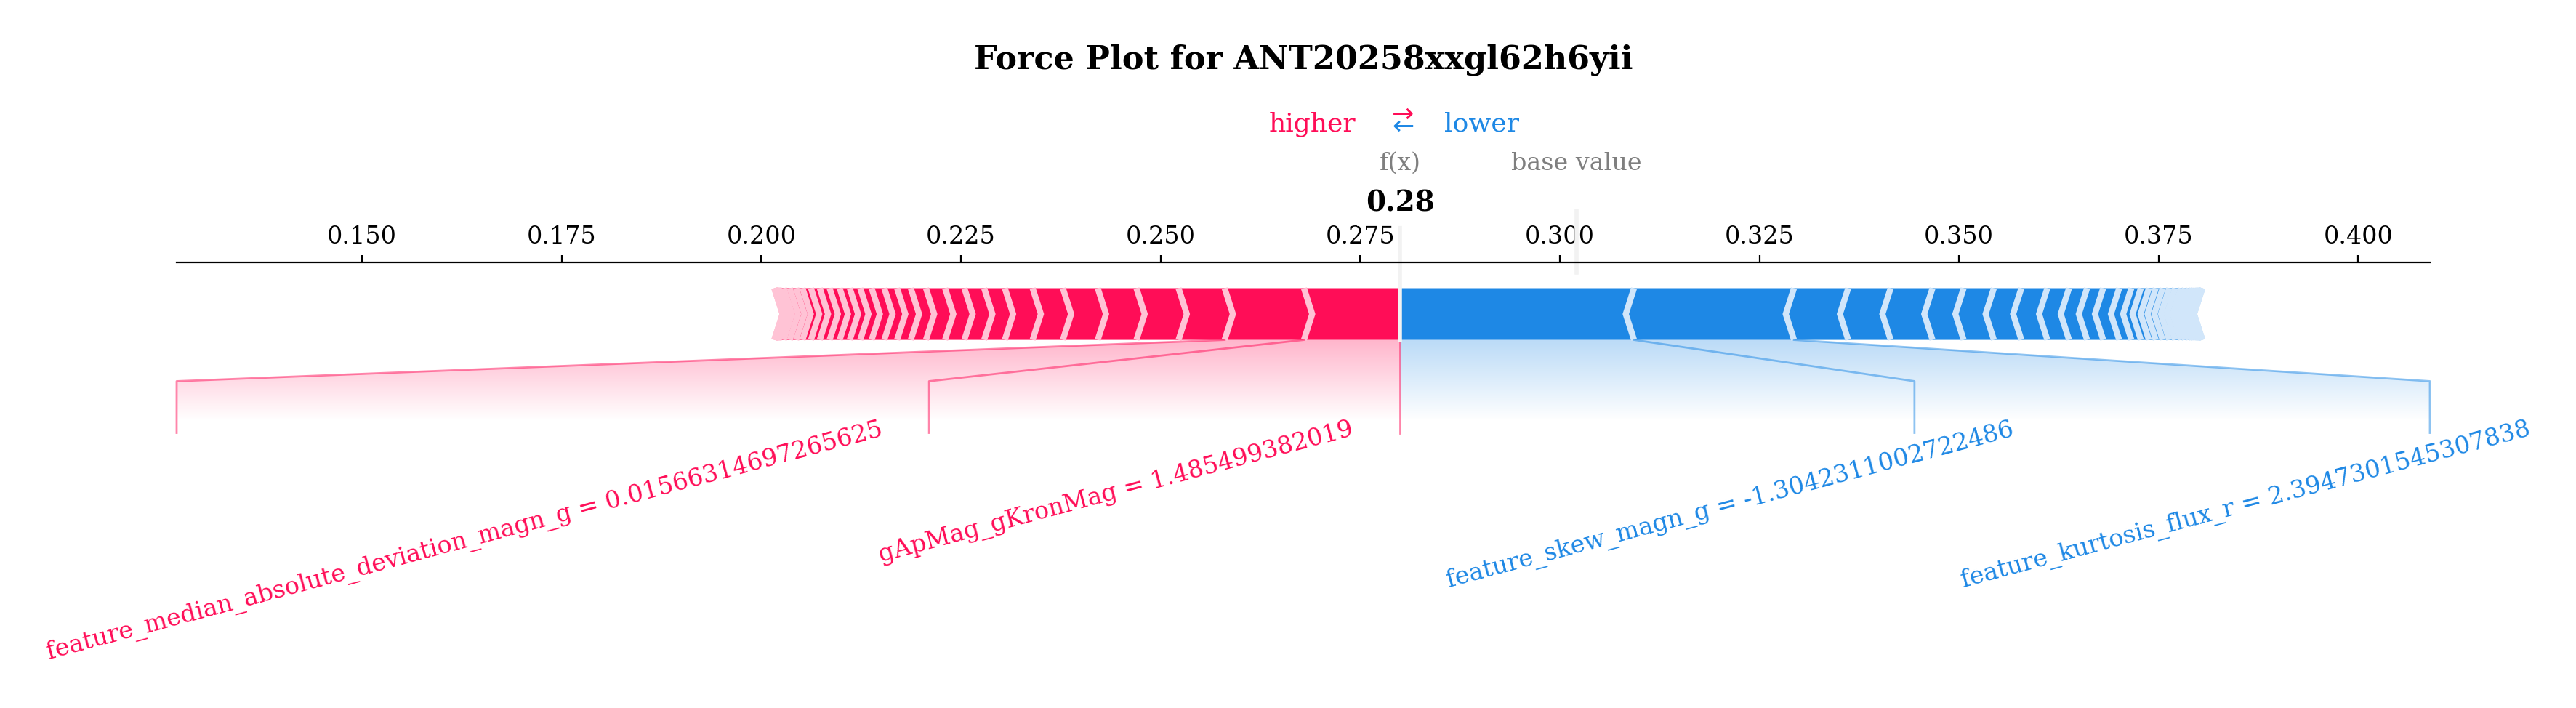 Force Plot for ANT20258xxgl62h6yii
higher ⇄ lower
f(x) base value
0.28
0.150 0.175 0.200 0.225 0.250 0.275 0.300 0.325 0.350 0.375 0.400
feature_median_absolute_deviation_magn_g = 0.01566314697265625
gApMag_gKronMag = 1.485499382019
feature_skew_magn_g = -1.3042311002722486
feature_kurtosis_flux_r = 2.3947301545307838